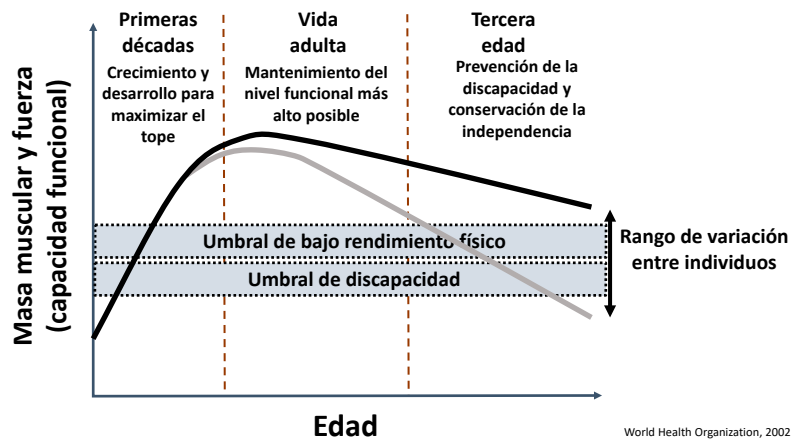 Primeras
décadas
Crecimiento y
desarrollo para
maximizar el
tope
Vida
adulta
Mantenimiento del
nivel funcional más
alto posible
Tercera
edad
Prevención de la
discapacidad y
conservación de la
independencia
Masa muscular y fuerza
(capacidad funcional)
Umbral de bajo rendimiento físico
Umbral de discapacidad
Rango de variación
entre individuos
Edad
World Health Organization, 2002